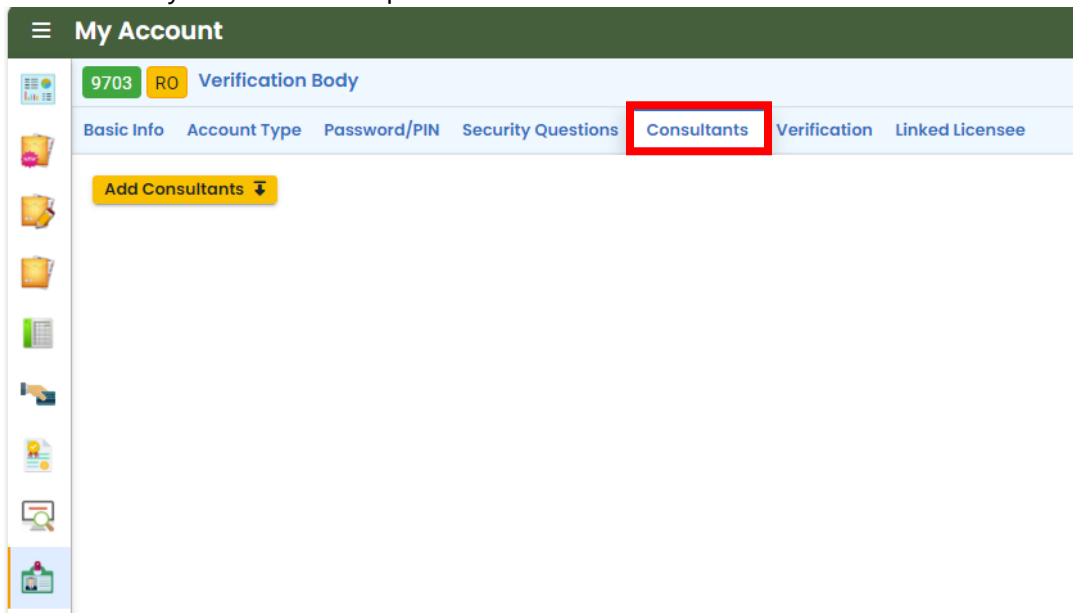 My Account
9703 RO Verification Body
Basic Info Account Type Password/PIN Security Questions Consultants Verification Linked Licensee
Add Consultants